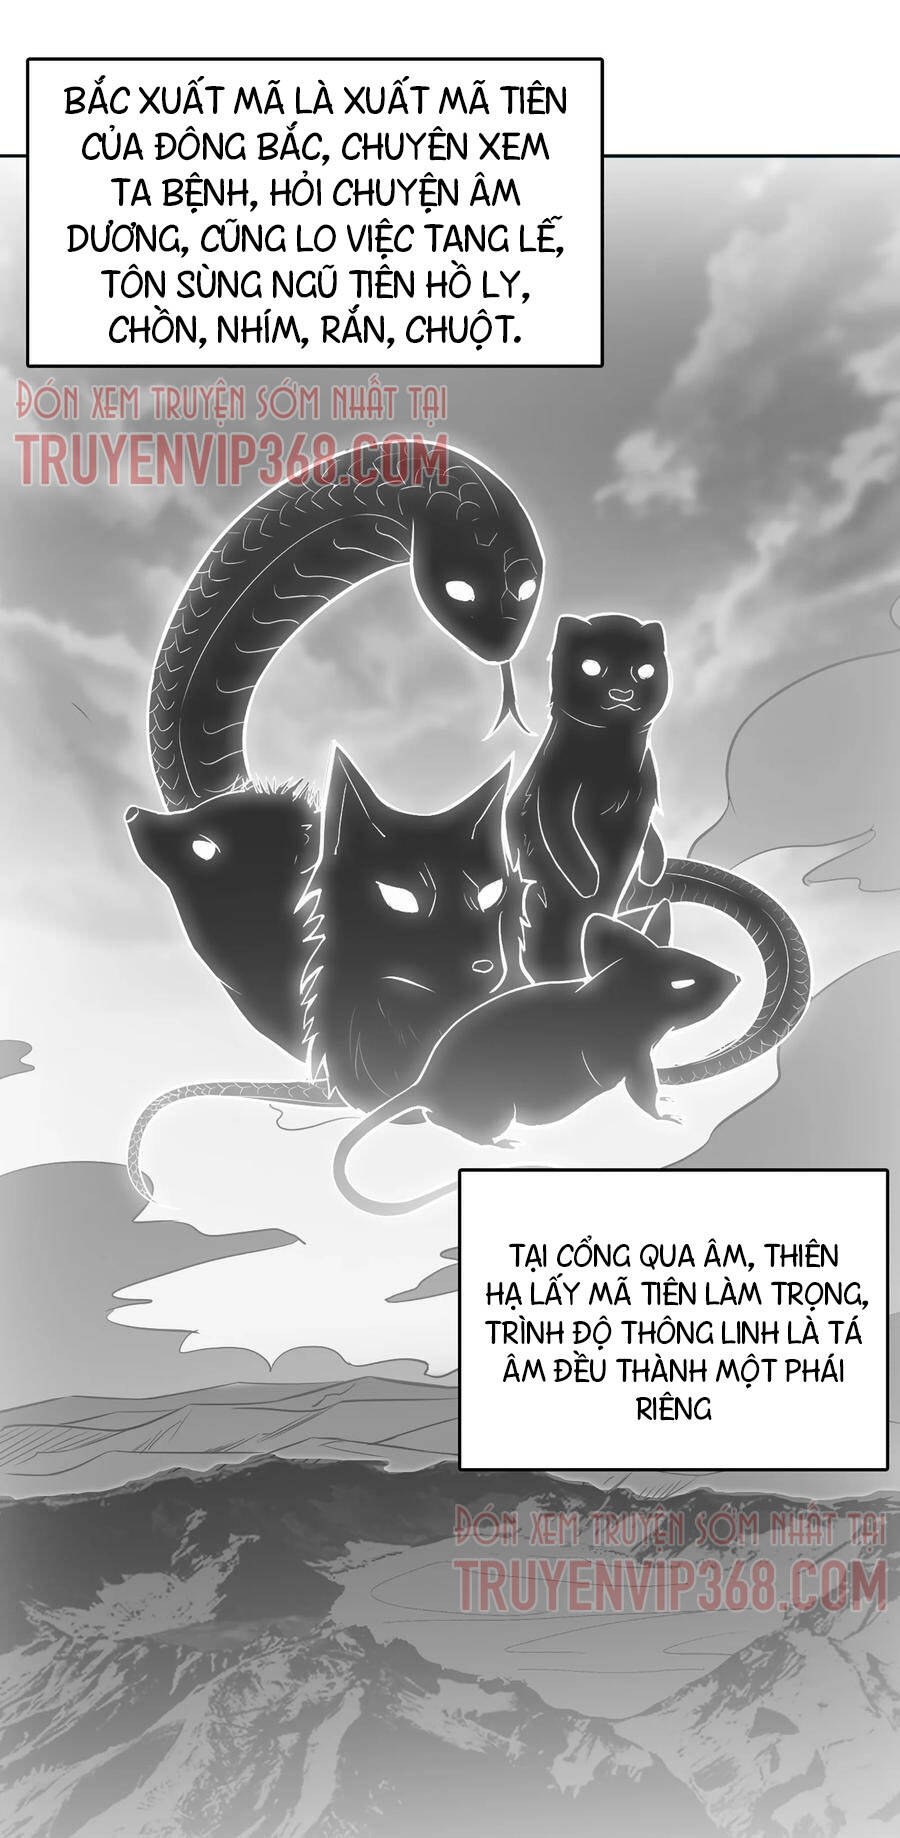 BẮC XUẤT MÃ LÀ XUẤT MÃ TIÊN
CỦA ĐÔNG BẮC, CHUYÊN XEM
TA BỆNH, HỎI CHUYỆN ÂM
DƯƠNG, CŨNG LO VIỆC TANG LỄ,
TÔN SÙNG NGŨ TIÊN HỒ LY,
CHỒN, NHÍM, RẮN, CHUỘT.
ĐÓN XEM TRUYỆN SỚM NHẤT TẠI
TRUYENVIP368.COM
TẠI CỔNG QUA ÂM, THIÊN
HẠ LẤY MÃ TIÊN LÀM TRỌNG,
TRÌNH ĐỘ THÔNG LINH LÀ TÁ
ÂM ĐỀU THÀNH MỘT PHÁI
RIÊNG
ĐÓN XEM TRUYỆN SỚM NHẤT TẠI
TRUYENVIP368.COM